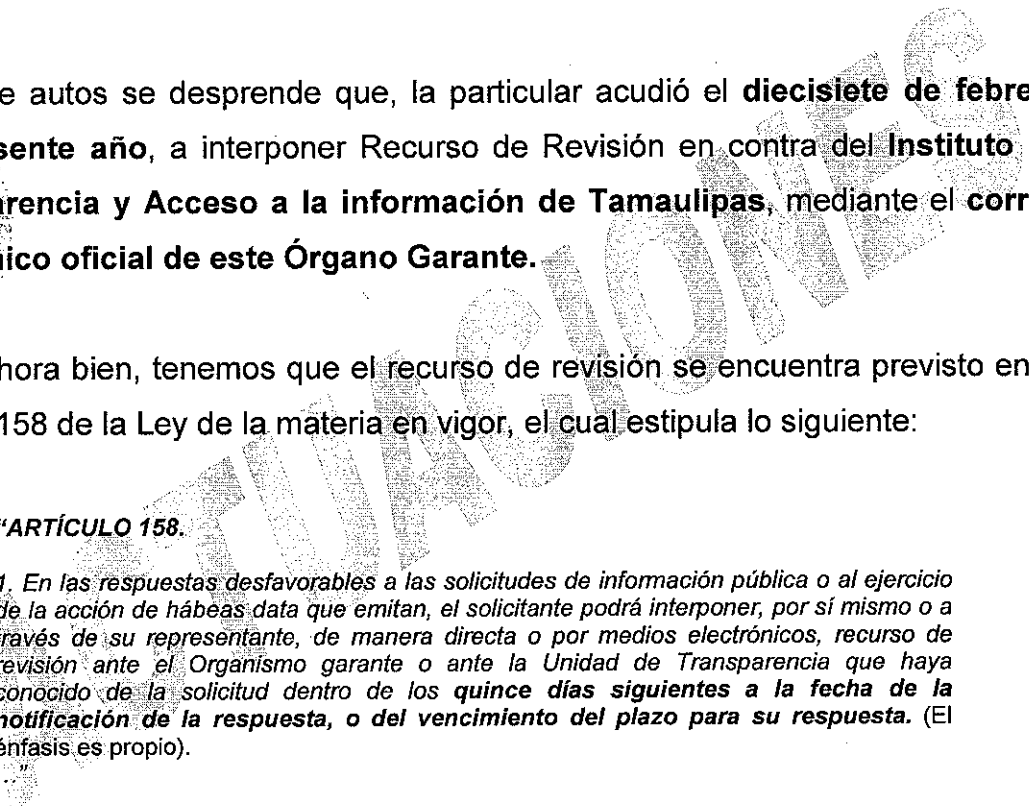 e autos se desprende que, la particular acudió el diecisiete de febre
sente año, a interponer Recurso de Revisión en contra del Instituto
arencia y Acceso a la información de Tamaulipas, mediante el corr
nico oficial de este Órgano Garante.
hora bien, tenemos que el recurso de revisión se encuentra previsto en
158 de la Ley de la materia en vigor, el cual estipula lo siguiente:
"ARTÍCULO 158.
1. En las respuestas desfavorables a las solicitudes de información pública o al ejercicio
de la acción de hábeas data que emitan, el solicitante podrá interponer, por sí mismo o a
través de su representante, de manera directa o por medios electrónicos, recurso de
revisión ante el Organismo garante o ante la Unidad de Transparencia que haya
conocido de la solicitud dentro de los quince días siguientes a la fecha de la
notificación de la respuesta, o del vencimiento del plazo para su respuesta. (El
énfasis es propio).
..."
ACTUACIONES